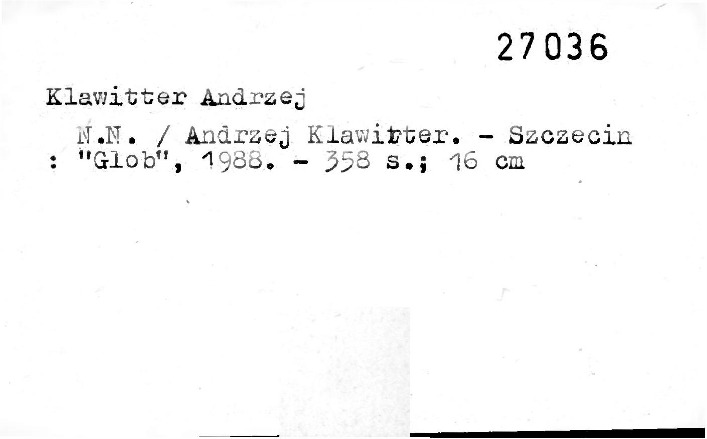 27036
Klawitter Andrzej
N.N. / Andrzej Klawitter. - Szczecin
: "Glob", 1988. - 358 s.; 16 cm